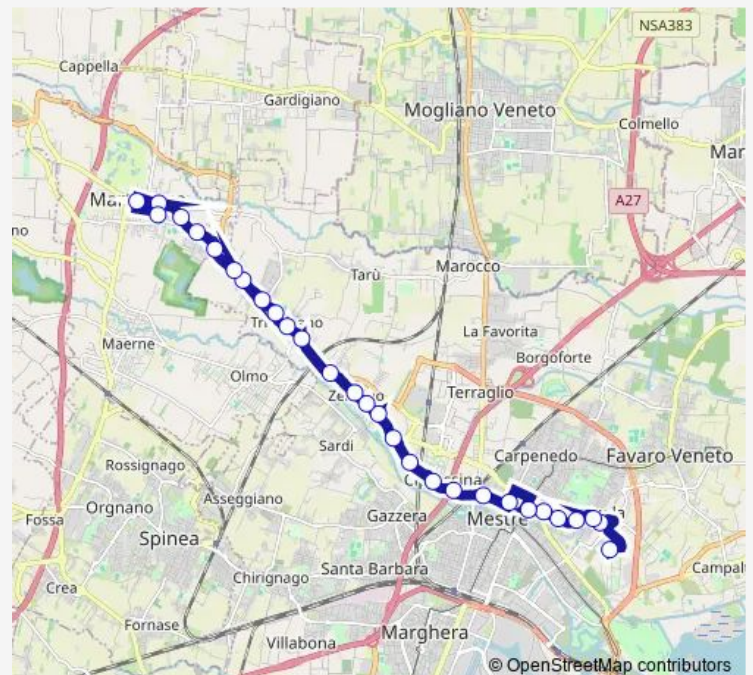 NSA383
Cappella
Gardigiano
Mogliano Veneto
Colmello
Mar
A27
Tarù
Marocco
La Favorita
Maerne
Borgoforte
Olmo
Terraglio
Sardi
Carpenedo
Favaro Veneto
Rossignago
Asseggiano
Orgnano
Gazzera
Mestre
Fossa
Spinea
Santa Barbara
Chirignago
Campal
Crea
Fornase
Marghera
Villabona
© OpenStreetMap contributors